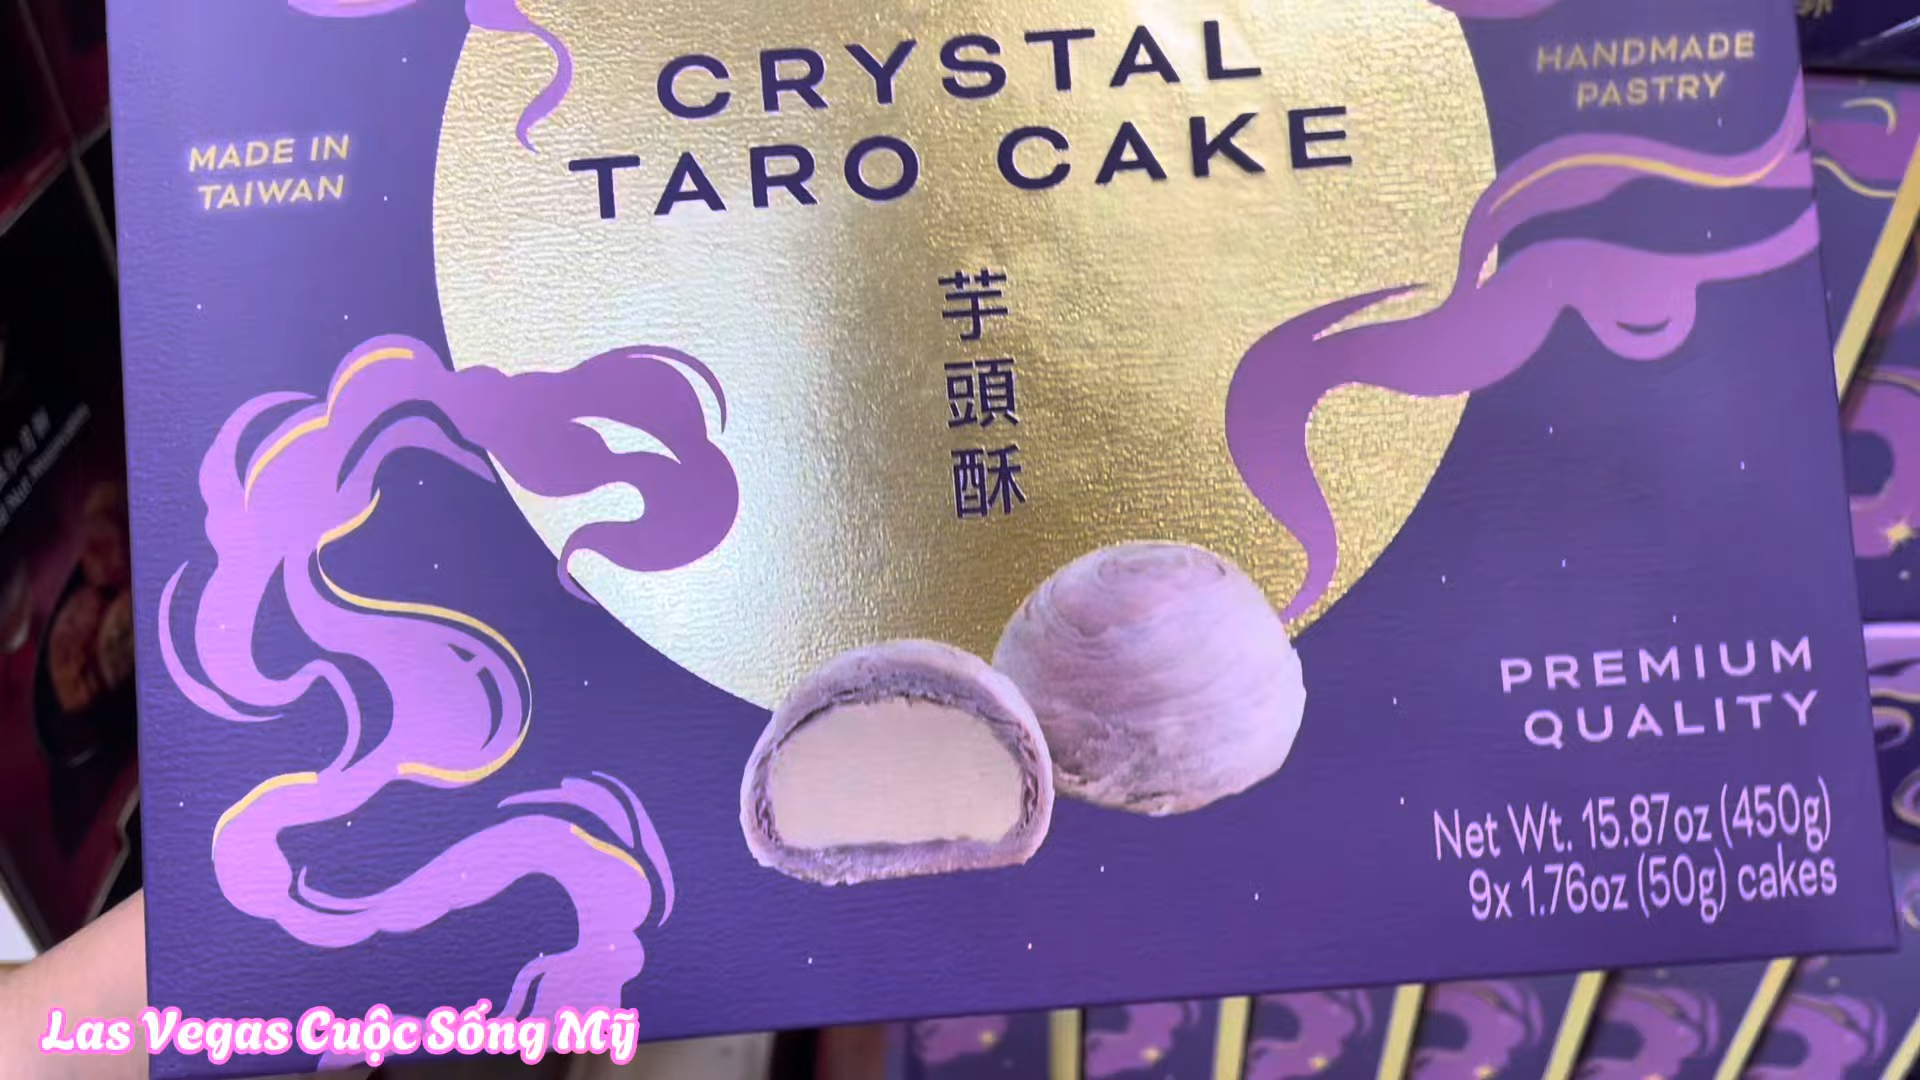 CRYSTAL
TARO CAKE
HANDMADE
PASTRY
MADE IN
TAIWAN
芋
頭
酥
PREMIUM
QUALITY
Net Wt. 15.87oz (450g)
9x 1.76oz (50g) cakes
Las Vegas Cuộc Sống Mỹ